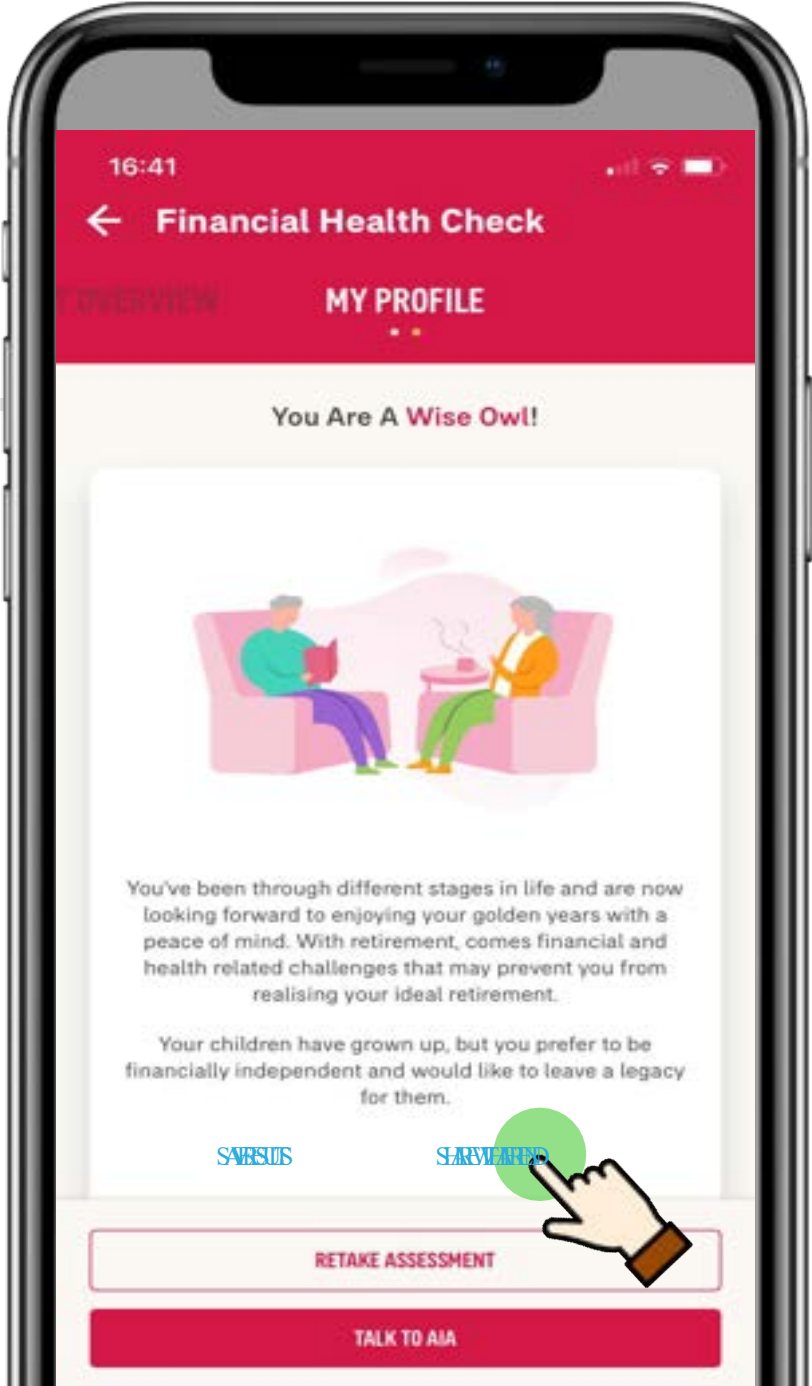 16:41
Financial Health Check
T OVERVIEW
MY PROFILE
You Are A Wise Owl!
You've been through different stages in life and are now
looking forward to enjoying your golden years with a
peace of mind. With retirement, comes financial and
health related challenges that may prevent you from
realising your ideal retirement.
Your children have grown up, but you prefer to be
financially independent and would like to leave a legacy
for them.
RETAKE ASSESSMENT
TALK TO AIA